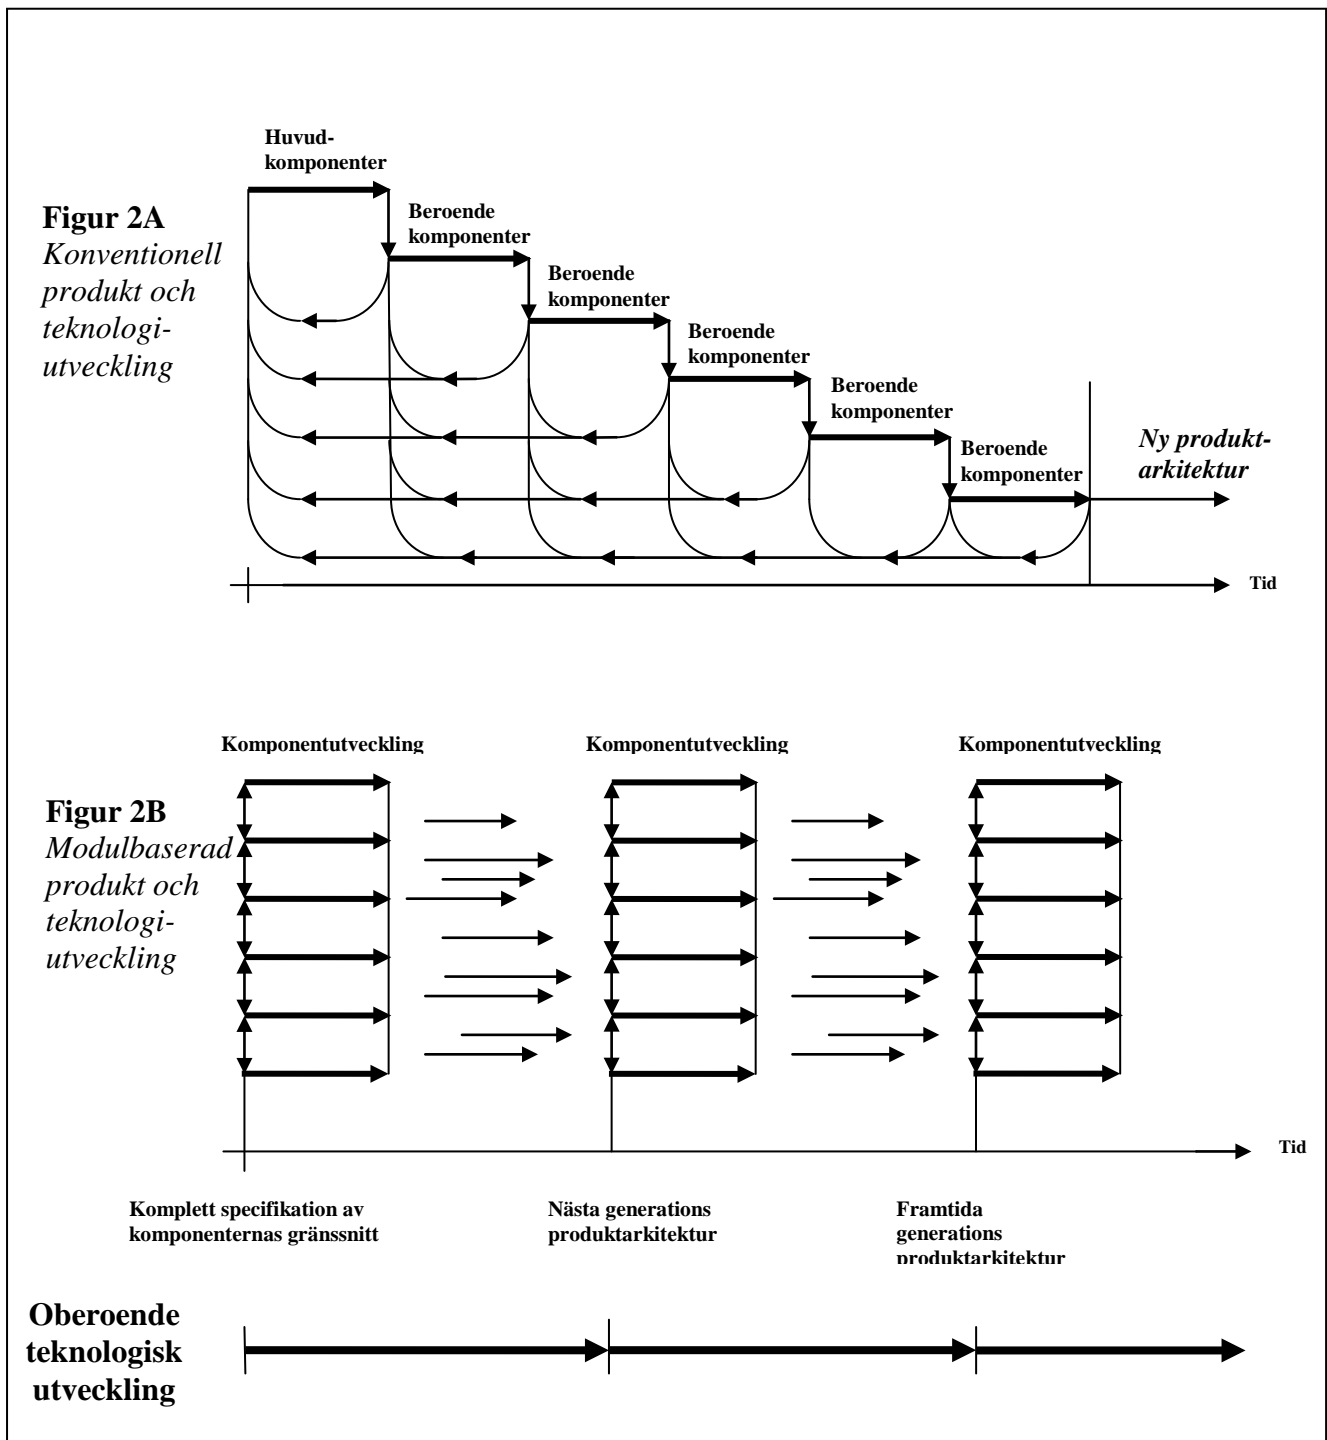 Huvud-
komponenter
Figur 2A
Konventionell
produkt och
teknologi-
utveckling
Beroende
komponenter
Beroende
komponenter
Beroende
komponenter
Beroende
komponenter
Beroende
komponenter
Ny produkt-
arkitektur
Tid
Komponentutveckling
Komponentutveckling
Komponentutveckling
Figur 2B
Modulbaserad
produkt och
teknologi-
utveckling
Tid
Komplett specifikation av
komponenternas gränssnitt
Nästa generations
produktarkitektur
Framtida
generations
produktarkitektur
Oberoende
teknologisk
utveckling